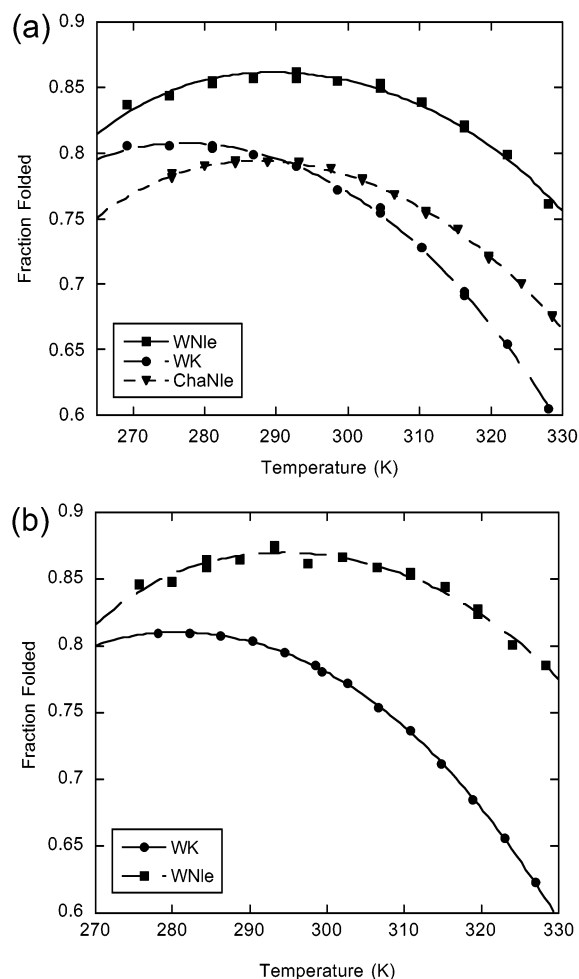 (a)
0.9
0.85
0.8
0.75
0.7
0.65
0.6
Fraction Folded
WNle
WK
ChaNle
270 280 290 300 310 320 330
Temperature (K)
(b)
0.9
0.85
0.8
0.75
0.7
0.65
0.6
Fraction Folded
WK
WNle
270 280 290 300 310 320 330
Temperature (K)